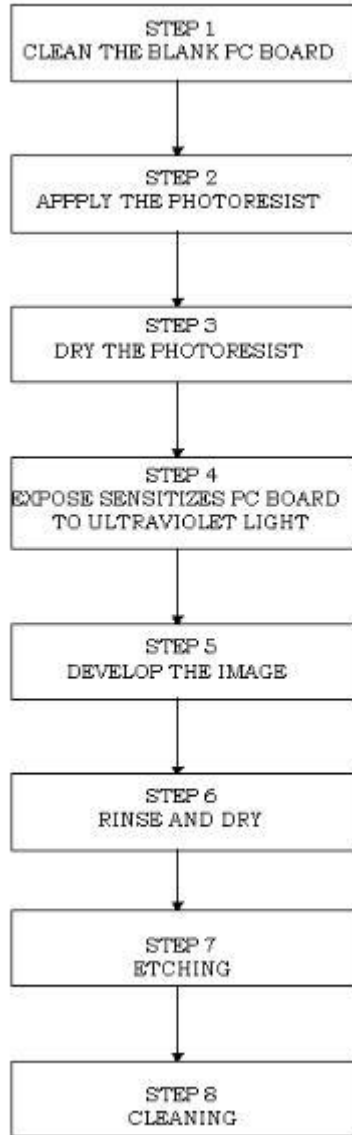 STEP 1
CLEAN THE BLANK PC BOARD
STEP 2
APPPLY THE PHOTORESIST
STEP 3
DRY THE PHOTORESIST
STEP 4
EXPOSE SENSITIZES PC BOARD
TO ULTRAVIOLET LIGHT
STEP 5
DEVELOP THE IMAGE
STEP 6
RINSE AND DRY
STEP 7
ETCHING
STEP 8
CLEANING